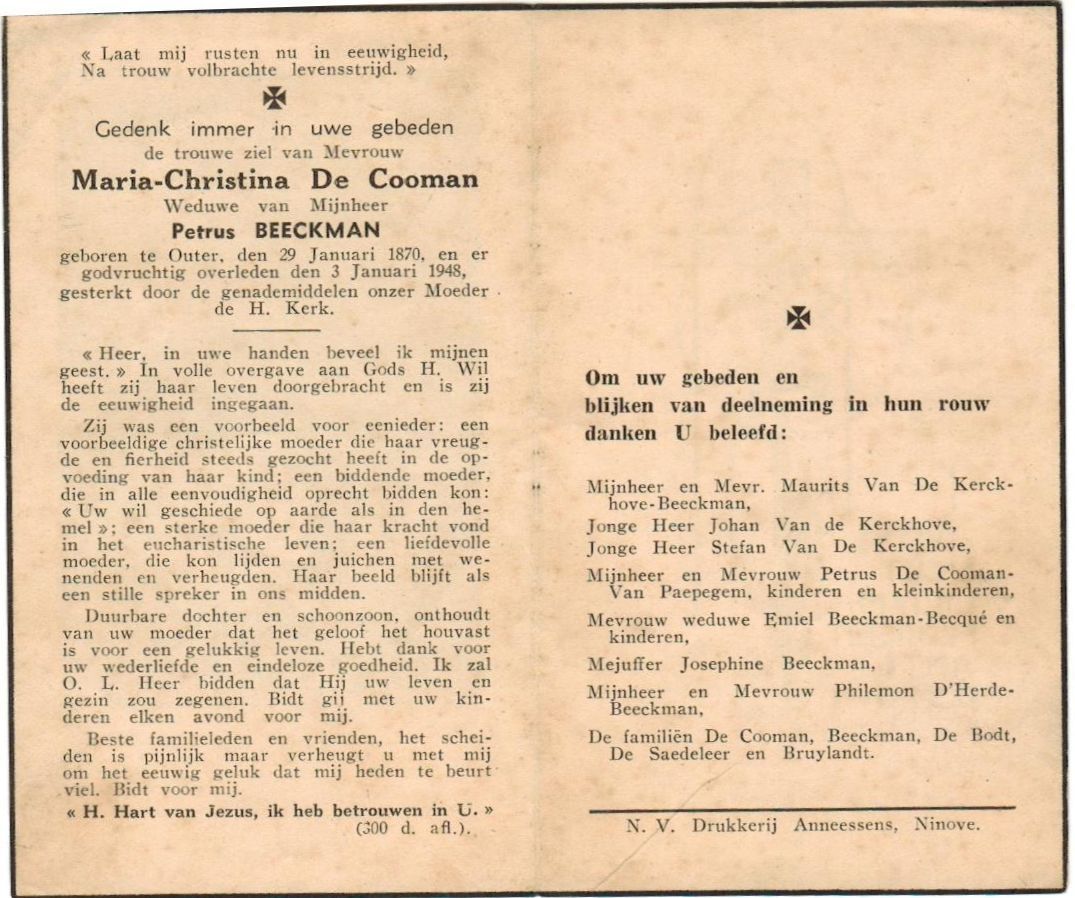 « Laat mij rusten nu in eeuwigheid,
Na trouw volbrachte levensstrijd. »
Gedenk immer in uwe gebeden
de trouwe ziel van Mevrouw
Maria-Christina De Cooman
Weduwe van Mijnheer
Petrus BEECKMAN
geboren te Outer, den 29 Januari 1870, en er
godvruchtig overleden den 3 Januari 1948,
gesterkt door de genademiddelen onzer Moeder
de H. Kerk.
« Heer, in uwe handen beveel ik mijnen
geest. » In volle overgave aan Gods H. Wil
heeft zij haar leven doorgebracht en is zij
de eeuwigheid ingegaan.
Zij was een voorbeeld voor eenieder: een
voorbeeldige christelijke moeder die haar vreug-
de en fierheid steeds gezocht heeft in de op-
voeding van haar kind; een biddende moeder,
die in alle eenvoudigheid oprecht bidden kon:
« Uw wil geschiede op aarde als in den he-
mel »; een sterke moeder die haar kracht vond
in het eucharistische leven; een liefdevolle
moeder, die kon lijden en juichen met we-
nenden en verheugden. Haar beeld blijft als
een stille spreker in ons midden.
Duurbare dochter en schoonzoon, onthoudt
van uw moeder dat het geloof het houvast
is voor een gelukkig leven. Hebt dank voor
uw wederliefde en eindeloze goedheid. Ik zal
O. L. Heer bidden dat Hij uw leven en
gezin zou zegenen. Bidt gij met uw kin-
deren elken avond voor mij.
Beste familieleden en vrienden, het schei-
den is pijnlijk maar verheugt u met mij
om het eeuwig geluk dat mij heden te beurt
viel. Bidt voor mij.
« H. Hart van Jezus, ik heb betrouwen in U. »
(300 d. afl.).
Om uw gebeden en
blijken van deelneming in hun rouw
danken U beleefd:
Mijnheer en Mevr. Maurits Van De Kerck-
hove-Beeckman,
Jonge Heer Johan Van de Kerckhove,
Jonge Heer Stefan Van De Kerckhove,
Mijnheer en Mevrouw Petrus De Cooman-
Van Paepegem, kinderen en kleinkinderen,
Mevrouw weduwe Emiel Beeckman-Becqué en
kinderen,
Mejuffer Josephine Beeckman,
Mijnheer en Mevrouw Philemon D'Herde-
Beeckman,
De familiën De Cooman, Beeckman, De Bodt,
De Saedeleer en Bruylandt.
N. V. Drukkerij Anneessens, Ninove.